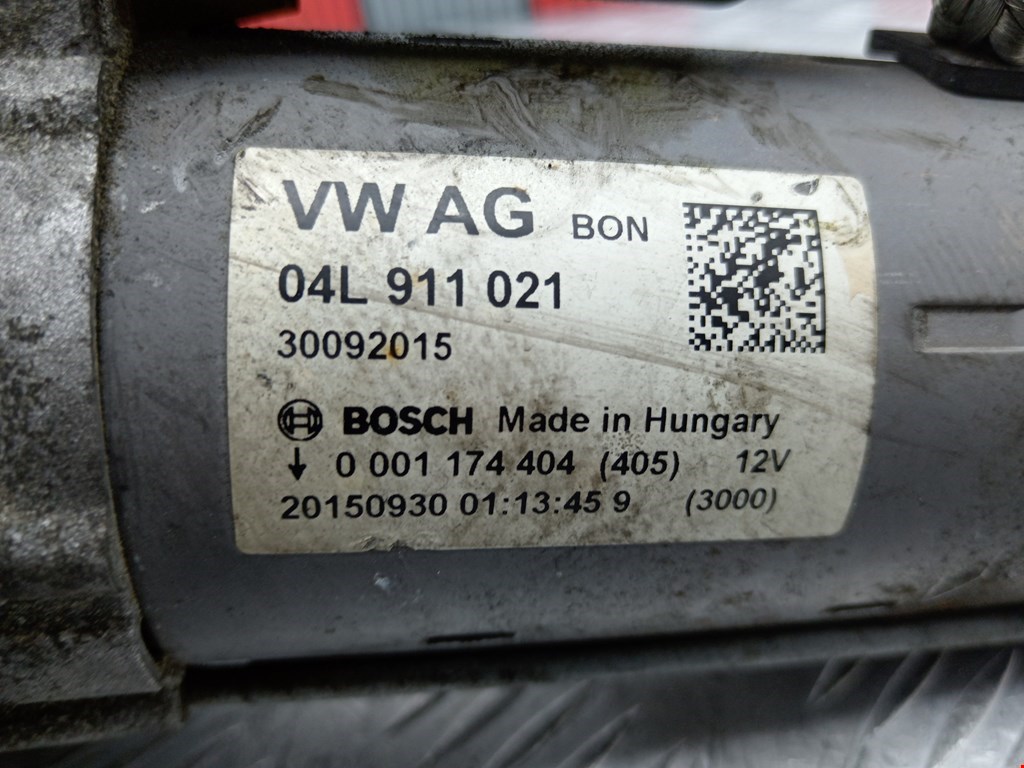 VW AG BON
04L 911 021
30092015
BOSCH Made in Hungary
↓ 0 001 174 404 (405) 12V
20150930 01:13:45 9 (3000)